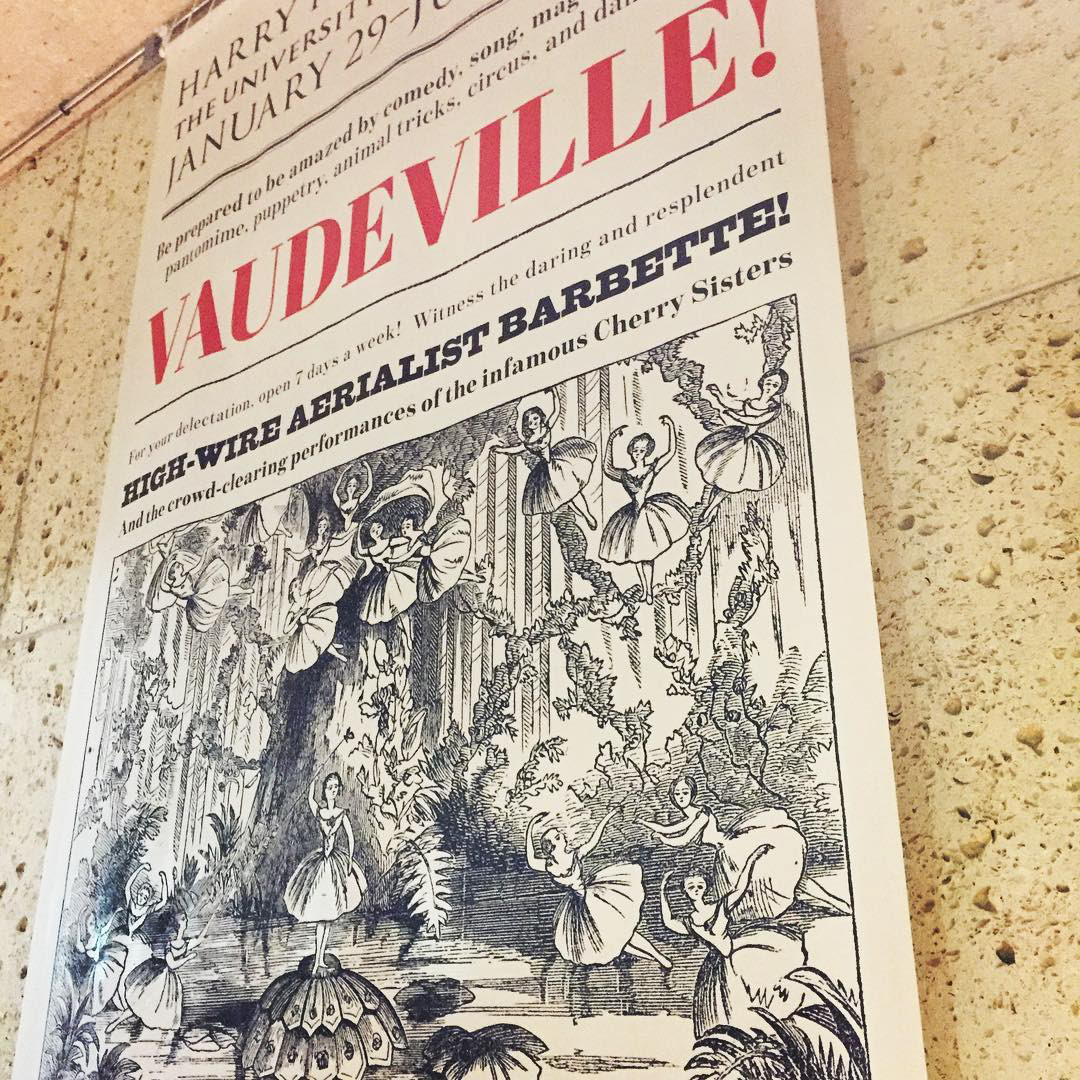 HARRY
THE UNIVERSIT
JANUARY 29–JU
Be prepared to be amazed by comedy, song, mag
pantomime, puppetry, animal tricks, circus, and dan
VAUDEVILLE!
For your delectation, open 7 days a week! Witness the daring and resplendent
HIGH-WIRE AERIALIST BARBETTE!
And the crowd-clearing performances of the infamous Cherry Sisters